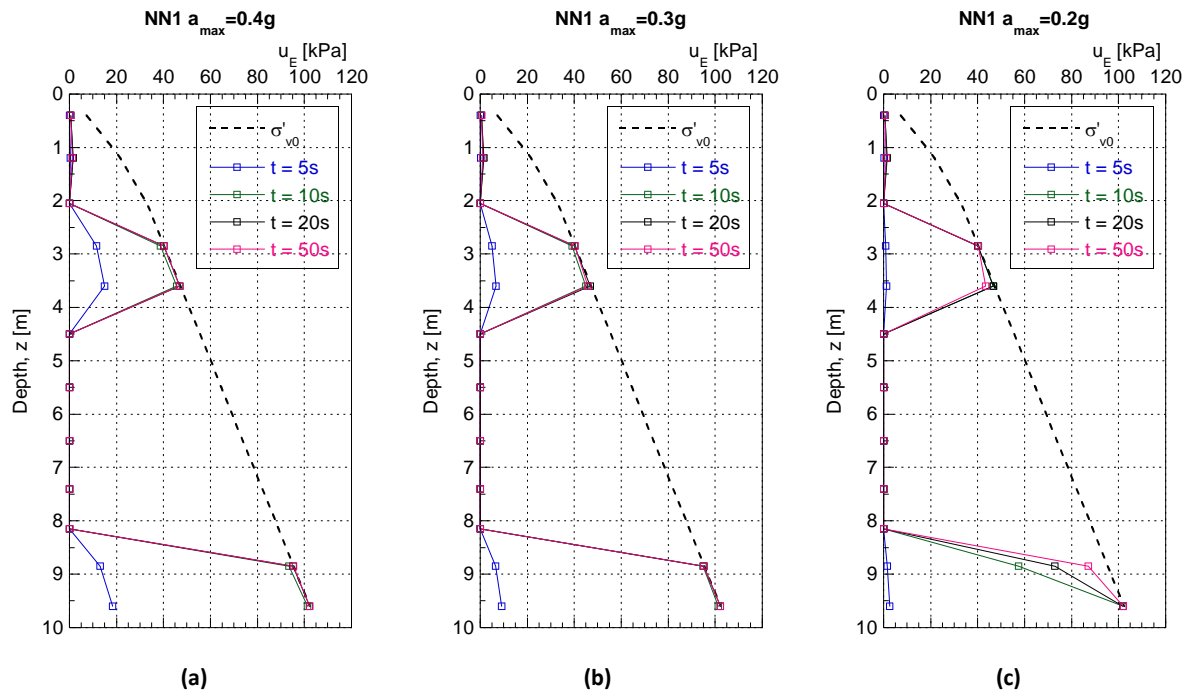 NN1 a_max=0.4g
u_E [kPa]
0 20 40 60 80 100 120
0
1
2
3
4
5
6
7
8
9
10
Depth, z [m]
σ'_v0
t = 5s
t = 10s
t = 20s
t = 50s
(a)
NN1 a_max=0.3g
u_E [kPa]
0 20 40 60 80 100 120
0
1
2
3
4
5
6
7
8
9
10
Depth, z [m]
σ'_v0
t = 5s
t = 10s
t = 20s
t = 50s
(b)
NN1 a_max=0.2g
u_E [kPa]
0 20 40 60 80 100 120
0
1
2
3
4
5
6
7
8
9
10
Depth, z [m]
σ'_v0
t = 5s
t = 10s
t = 20s
t = 50s
(c)